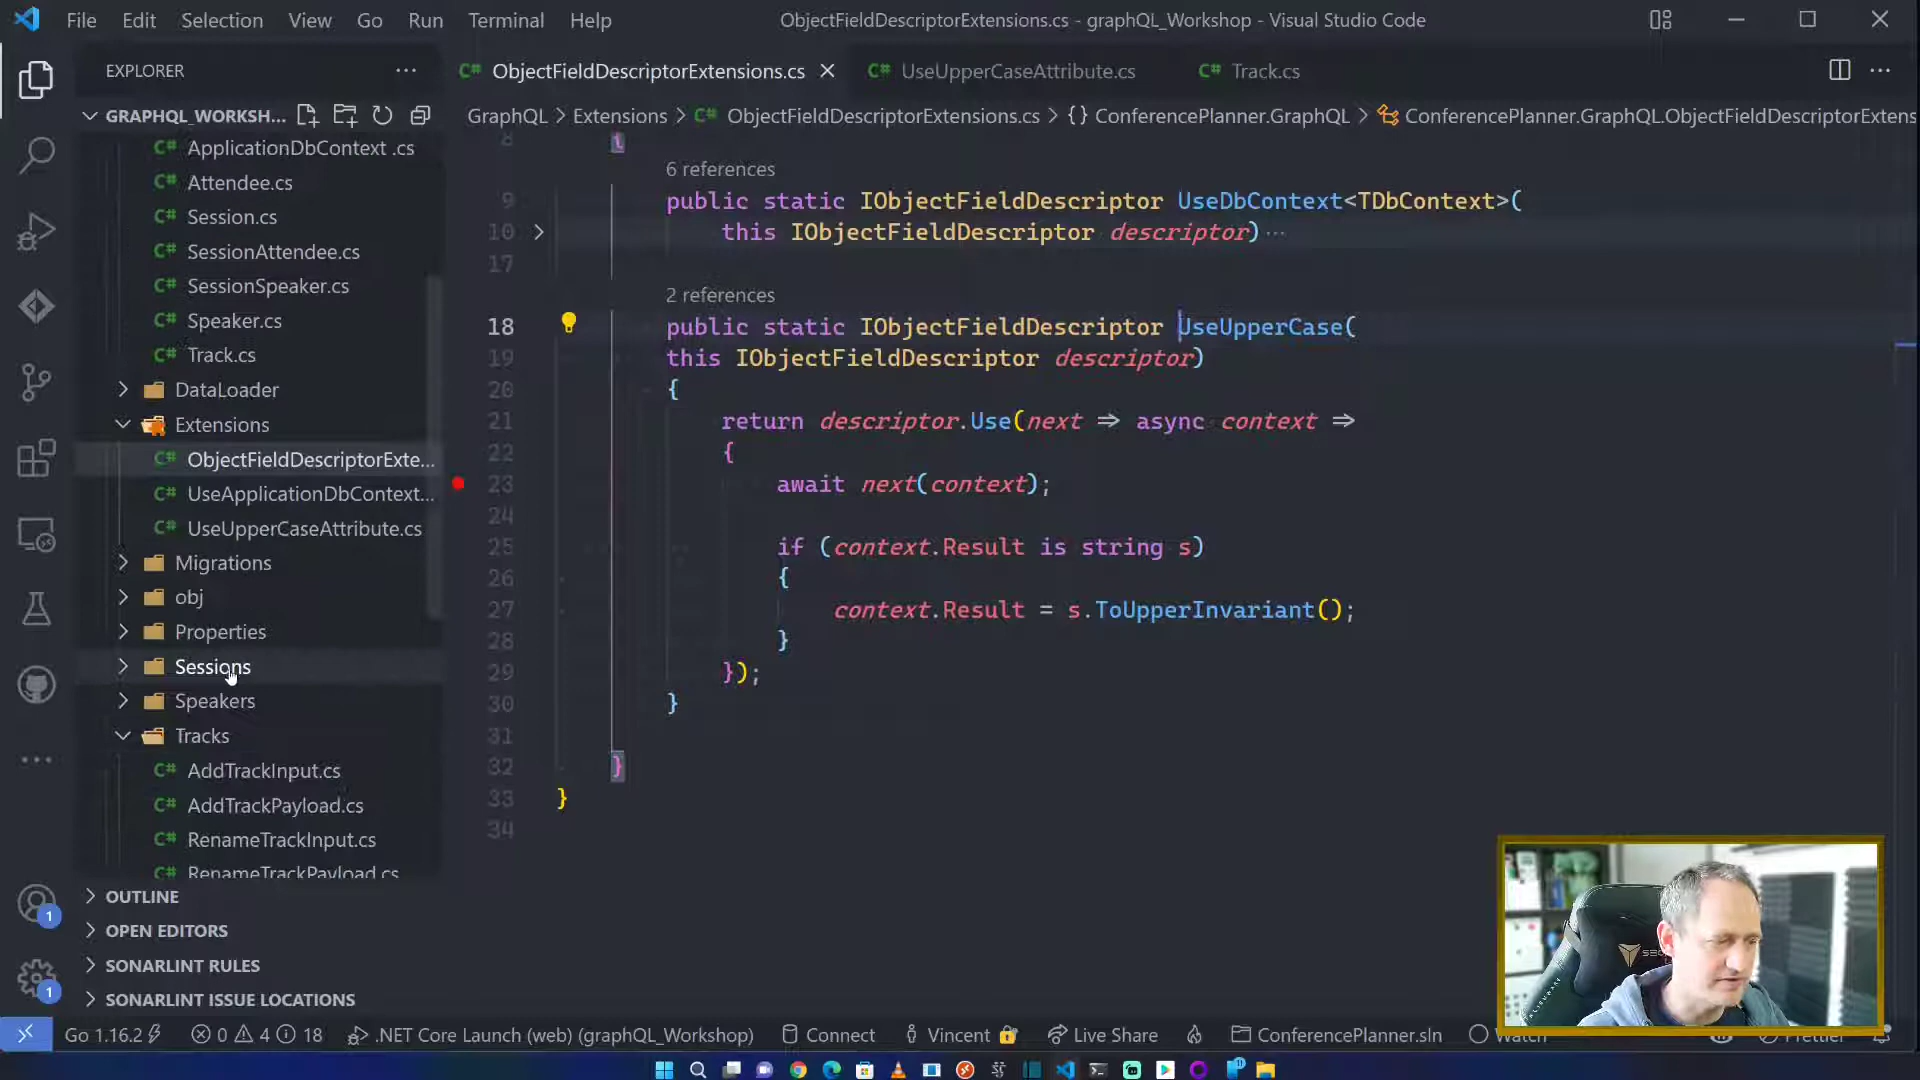 File Edit Selection View Go Run Terminal Help
ObjectFieldDescriptorExtensions.cs - graphQL_Workshop - Visual Studio Code
EXPLORER
ObjectFieldDescriptorExtensions.cs
UseUpperCaseAttribute.cs
Track.cs
GRAPHQL_WORKSH...
GraphQL > Extensions > ObjectFieldDescriptorExtensions.cs > {} ConferencePlanner.GraphQL > ConferencePlanner.GraphQL.ObjectFieldDescriptorExtens
ApplicationDbContext .cs
Attendee.cs
Session.cs
SessionAttendee.cs
SessionSpeaker.cs
Speaker.cs
Track.cs
DataLoader
Extensions
ObjectFieldDescriptorExte...
UseApplicationDbContext...
UseUpperCaseAttribute.cs
Migrations
obj
Properties
Sessions
Speakers
Tracks
AddTrackInput.cs
AddTrackPayload.cs
RenameTrackInput.cs
RenameTrackPayload.cs
OUTLINE
OPEN EDITORS
SONARLINT RULES
SONARLINT ISSUE LOCATIONS
8 {
6 references
9 public static IObjectFieldDescriptor UseDbContext<TDbContext>(
10 this IObjectFieldDescriptor descriptor)···
17
2 references
18 public static IObjectFieldDescriptor UseUpperCase(
19 this IObjectFieldDescriptor descriptor)
20 {
21 return descriptor.Use(next => async context =>
22 {
23 await next(context);
24
25 if (context.Result is string s)
26 {
27 context.Result = s.ToUpperInvariant();
28 }
29 });
30 }
31
32 }
33 }
34
1
1
Go 1.16.2 0 4 18 .NET Core Launch (web) (graphQL_Workshop) Connect Vincent Live Share ConferencePlanner.sln Watch Prettier